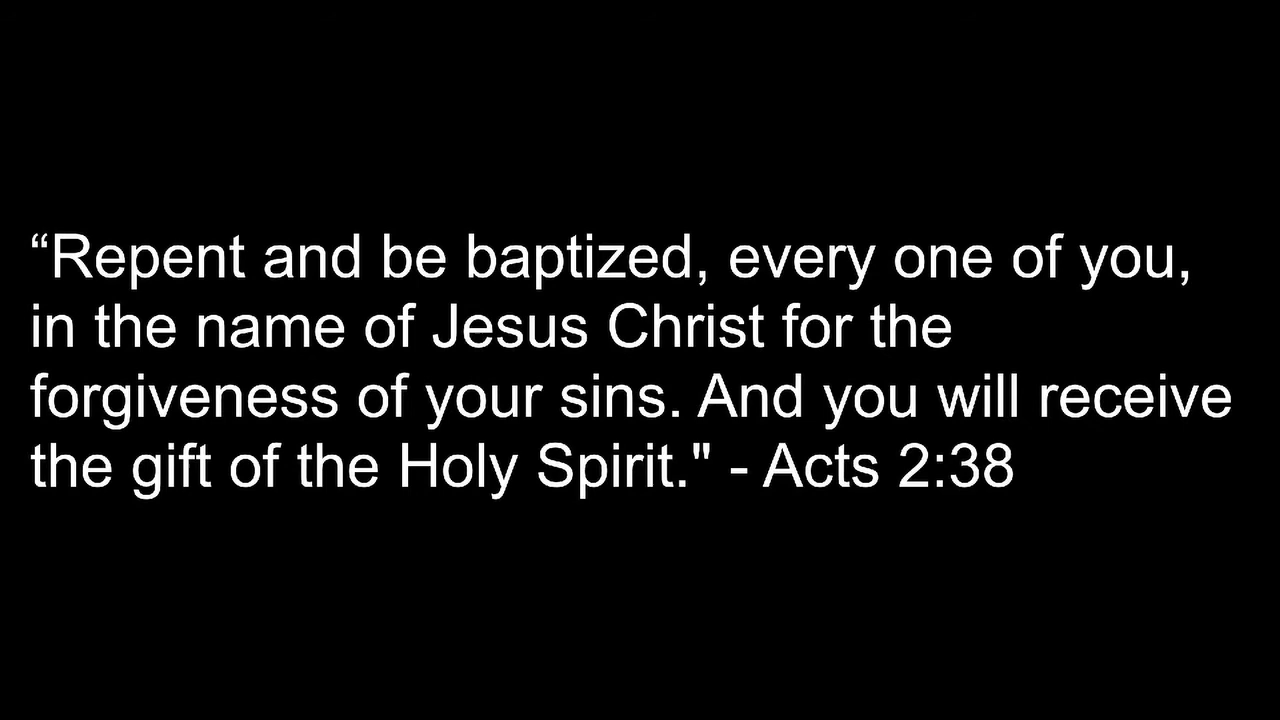 “Repent and be baptized, every one of you,
in the name of Jesus Christ for the
forgiveness of your sins. And you will receive
the gift of the Holy Spirit." - Acts 2:38